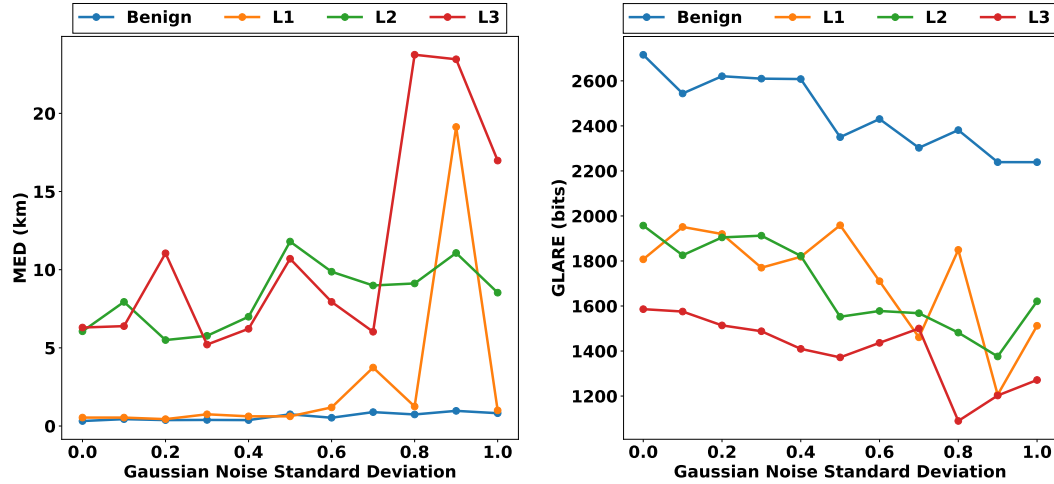 Benign L1 L2 L3
MED (km)
20
15
10
5
0
0.0 0.2 0.4 0.6 0.8 1.0
Gaussian Noise Standard Deviation
Benign L1 L2 L3
GLARE (bits)
2600
2400
2200
2000
1800
1600
1400
1200
0.0 0.2 0.4 0.6 0.8 1.0
Gaussian Noise Standard Deviation